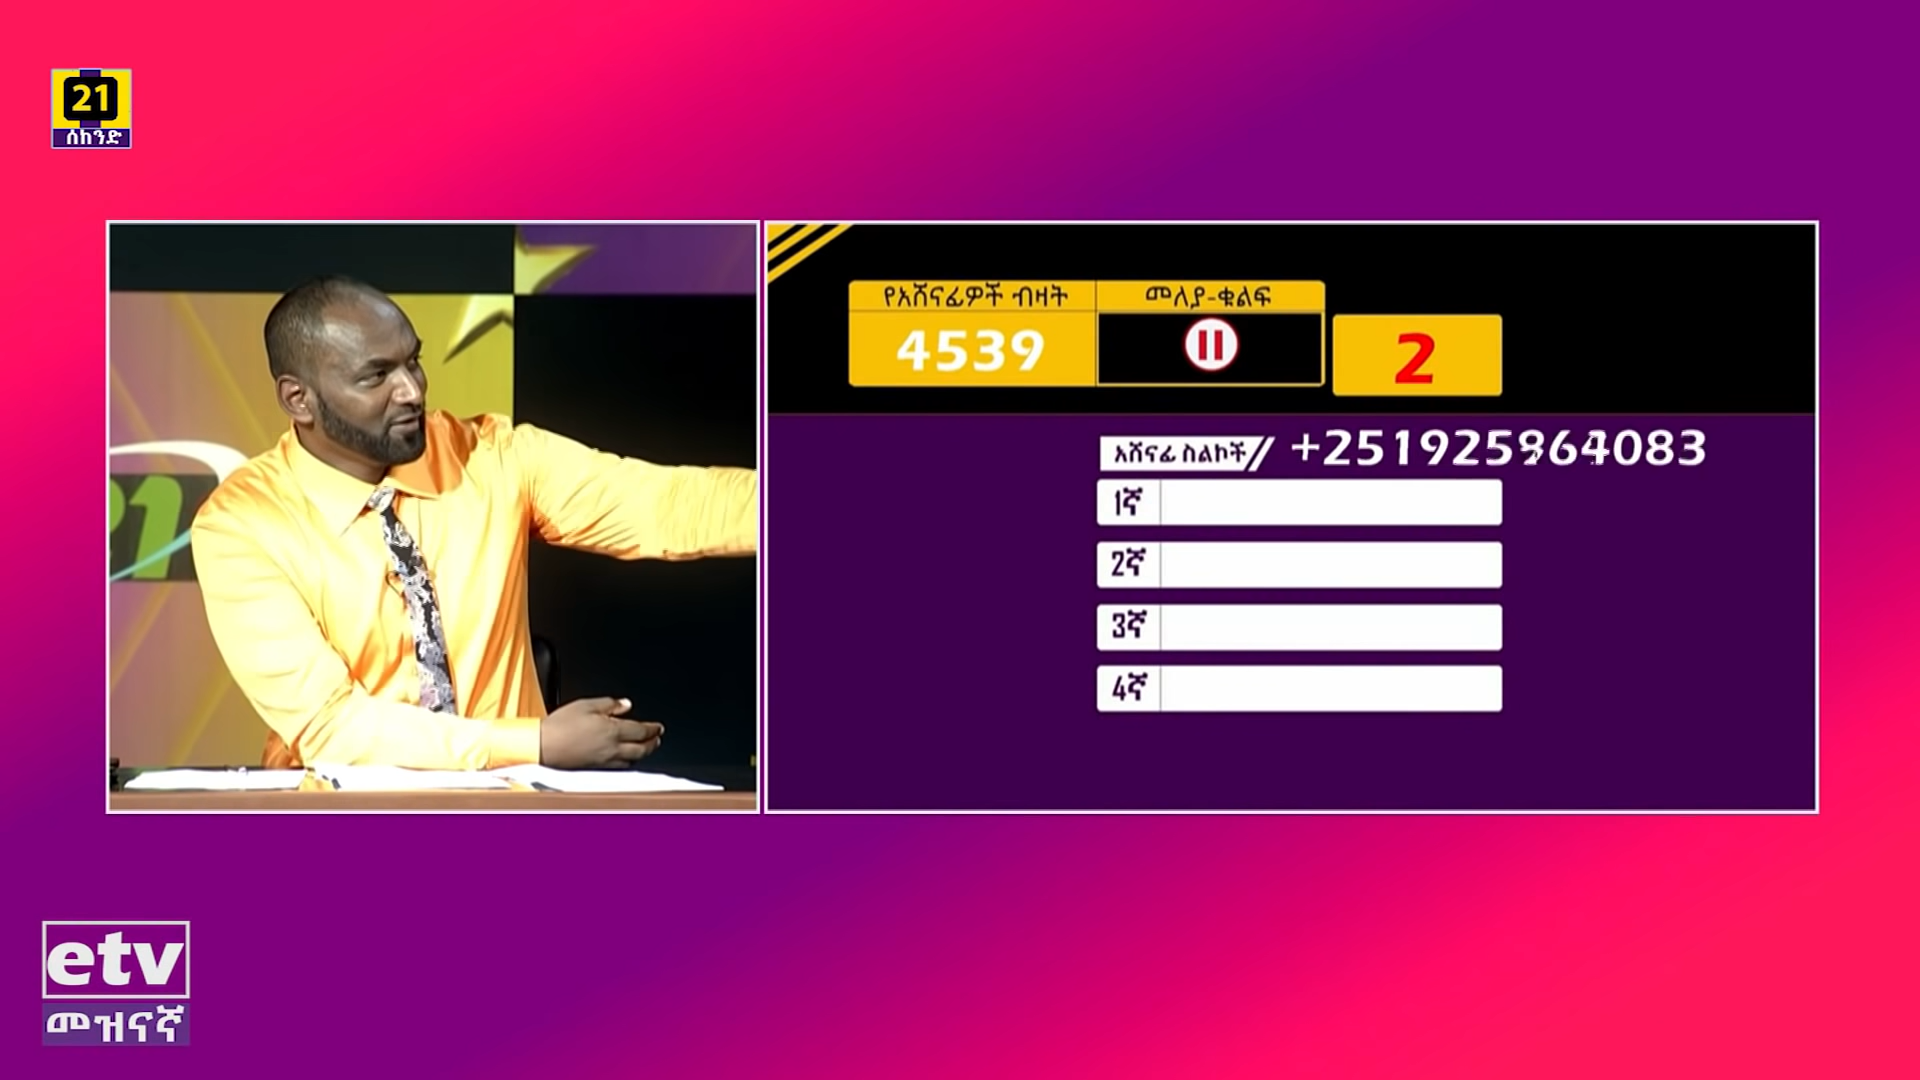 21
ሰከንድ
የአሸናፊዎች ብዛት
መለያ-ቁልፍ
4539
2
አሸናፊ ስልኮች
1ኛ
2ኛ
3ኛ
4ኛ
etv
መዝናኛ